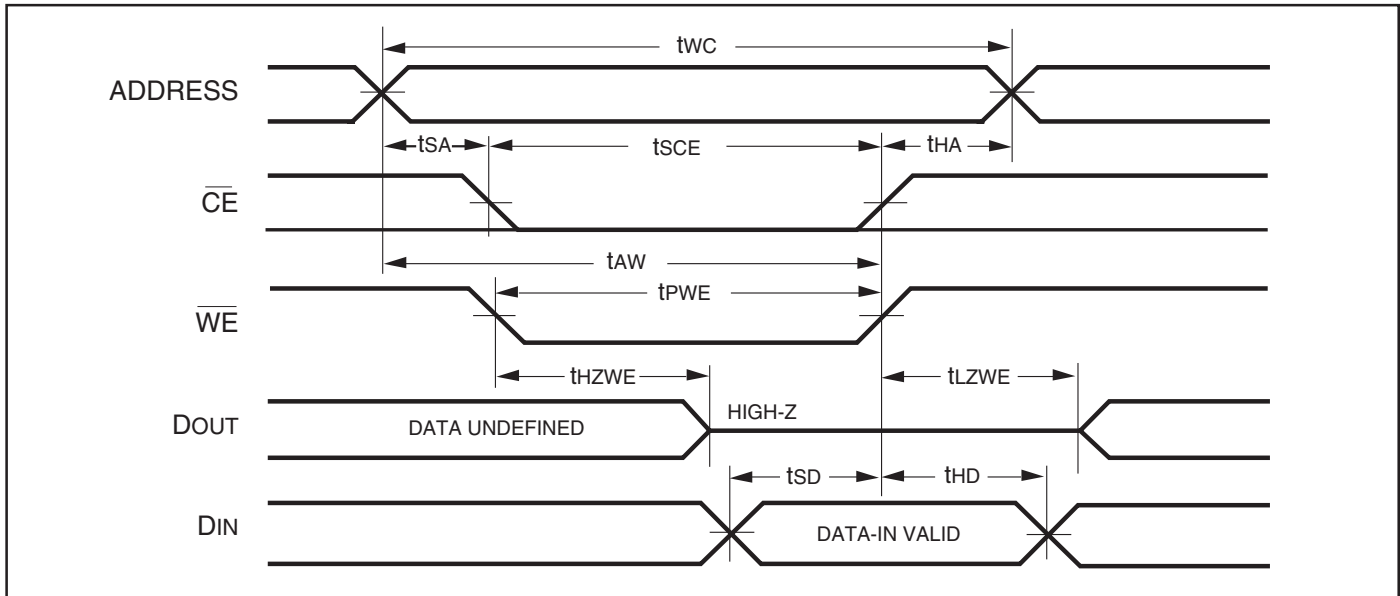 tWC
ADDRESS
tSA
tSCE
tHA
CE
tAW
tPWE
WE
tHZWE
tLZWE
DOUT
DATA UNDEFINED
HIGH-Z
tSD
tHD
DIN
DATA-IN VALID